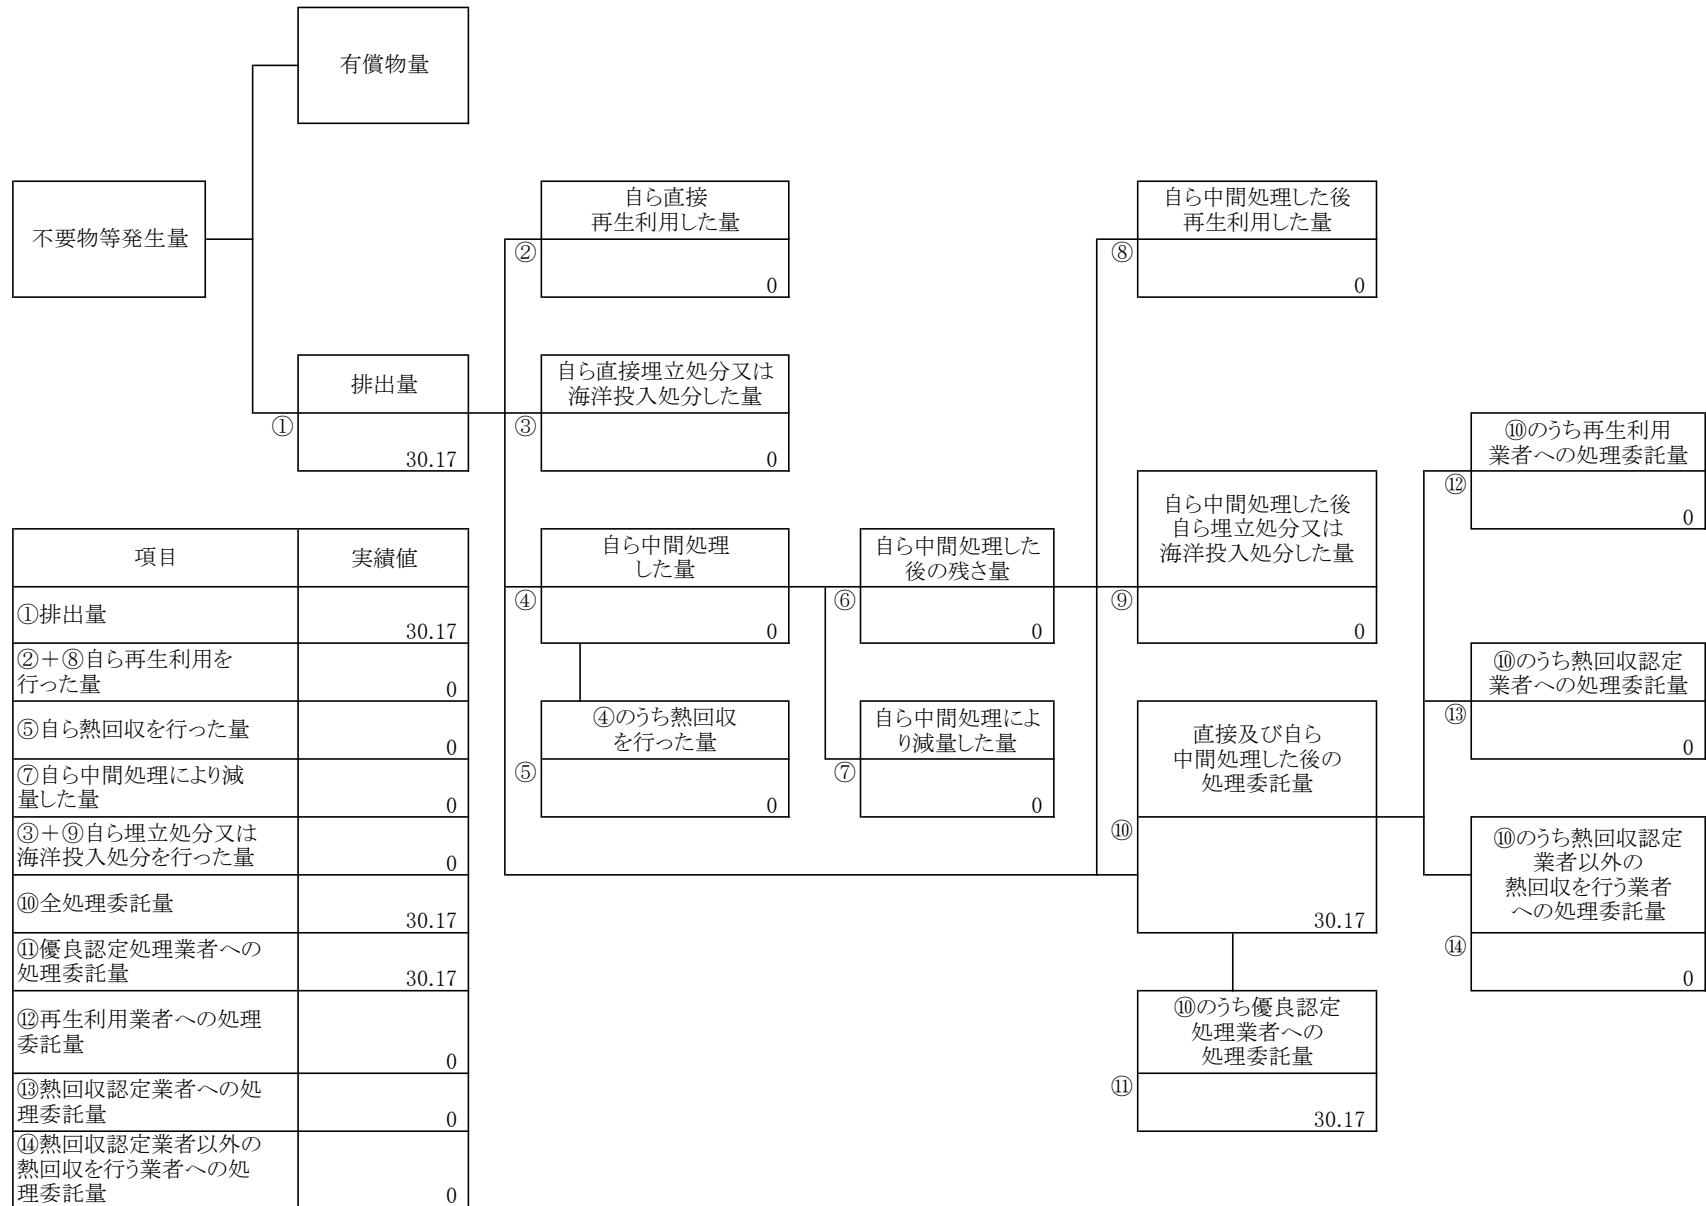 有償物量
不要物等発生量
自ら直接
再生利用した量
②
0
自ら中間処理した後
再生利用した量
⑧
0
排出量
①
30.17
自ら直接埋立処分又は
海洋投入処分した量
③
0
⑩のうち再生利用
業者への処理委託量
⑫
0
自ら中間処理
した量
④
0
自ら中間処理した
後の残さ量
⑥
0
自ら中間処理した後
自ら埋立処分又は
海洋投入処分した量
⑨
0
⑩のうち熱回収認定
業者への処理委託量
⑬
0
④のうち熱回収
を行った量
⑤
0
自ら中間処理によ
り減量した量
⑦
0
直接及び自ら
中間処理した後の
処理委託量
⑩
30.17
⑩のうち熱回収認定
業者以外の
熱回収を行う業者
への処理委託量
⑭
0
⑩のうち優良認定
処理業者への
処理委託量
⑪
30.17
項目 実績値
①排出量
30.17
②+⑧自ら再生利用を
行った量
0
⑤自ら熱回収を行った量
0
⑦自ら中間処理により減
量した量
0
③+⑨自ら埋立処分又は
海洋投入処分を行った量
0
⑩全処理委託量
30.17
⑪優良認定処理業者への
処理委託量
30.17
⑫再生利用業者への処理
委託量
0
⑬熱回収認定業者への処
理委託量
0
⑭熱回収認定業者以外の
熱回収を行う業者への処
理委託量
0